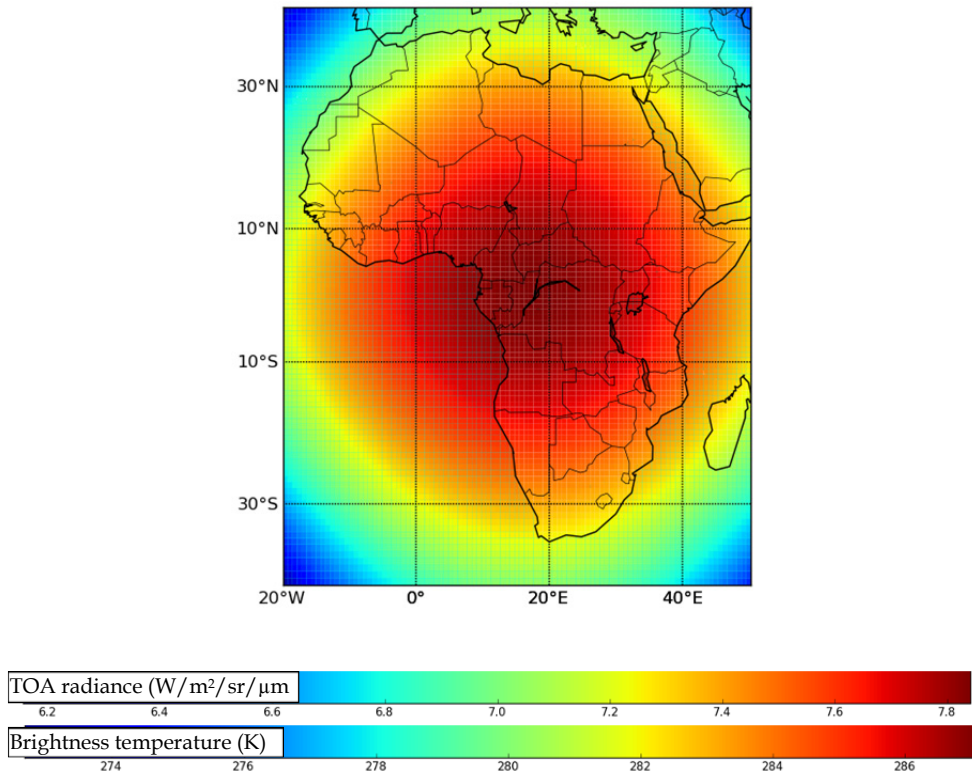 30°N
10°N
10°S
30°S
20°W 0° 20°E 40°E
TOA radiance (W/m²/sr/µm
6.2 6.4 6.6 6.8 7.0 7.2 7.4 7.6 7.8
Brightness temperature (K)
274 276 278 280 282 284 286